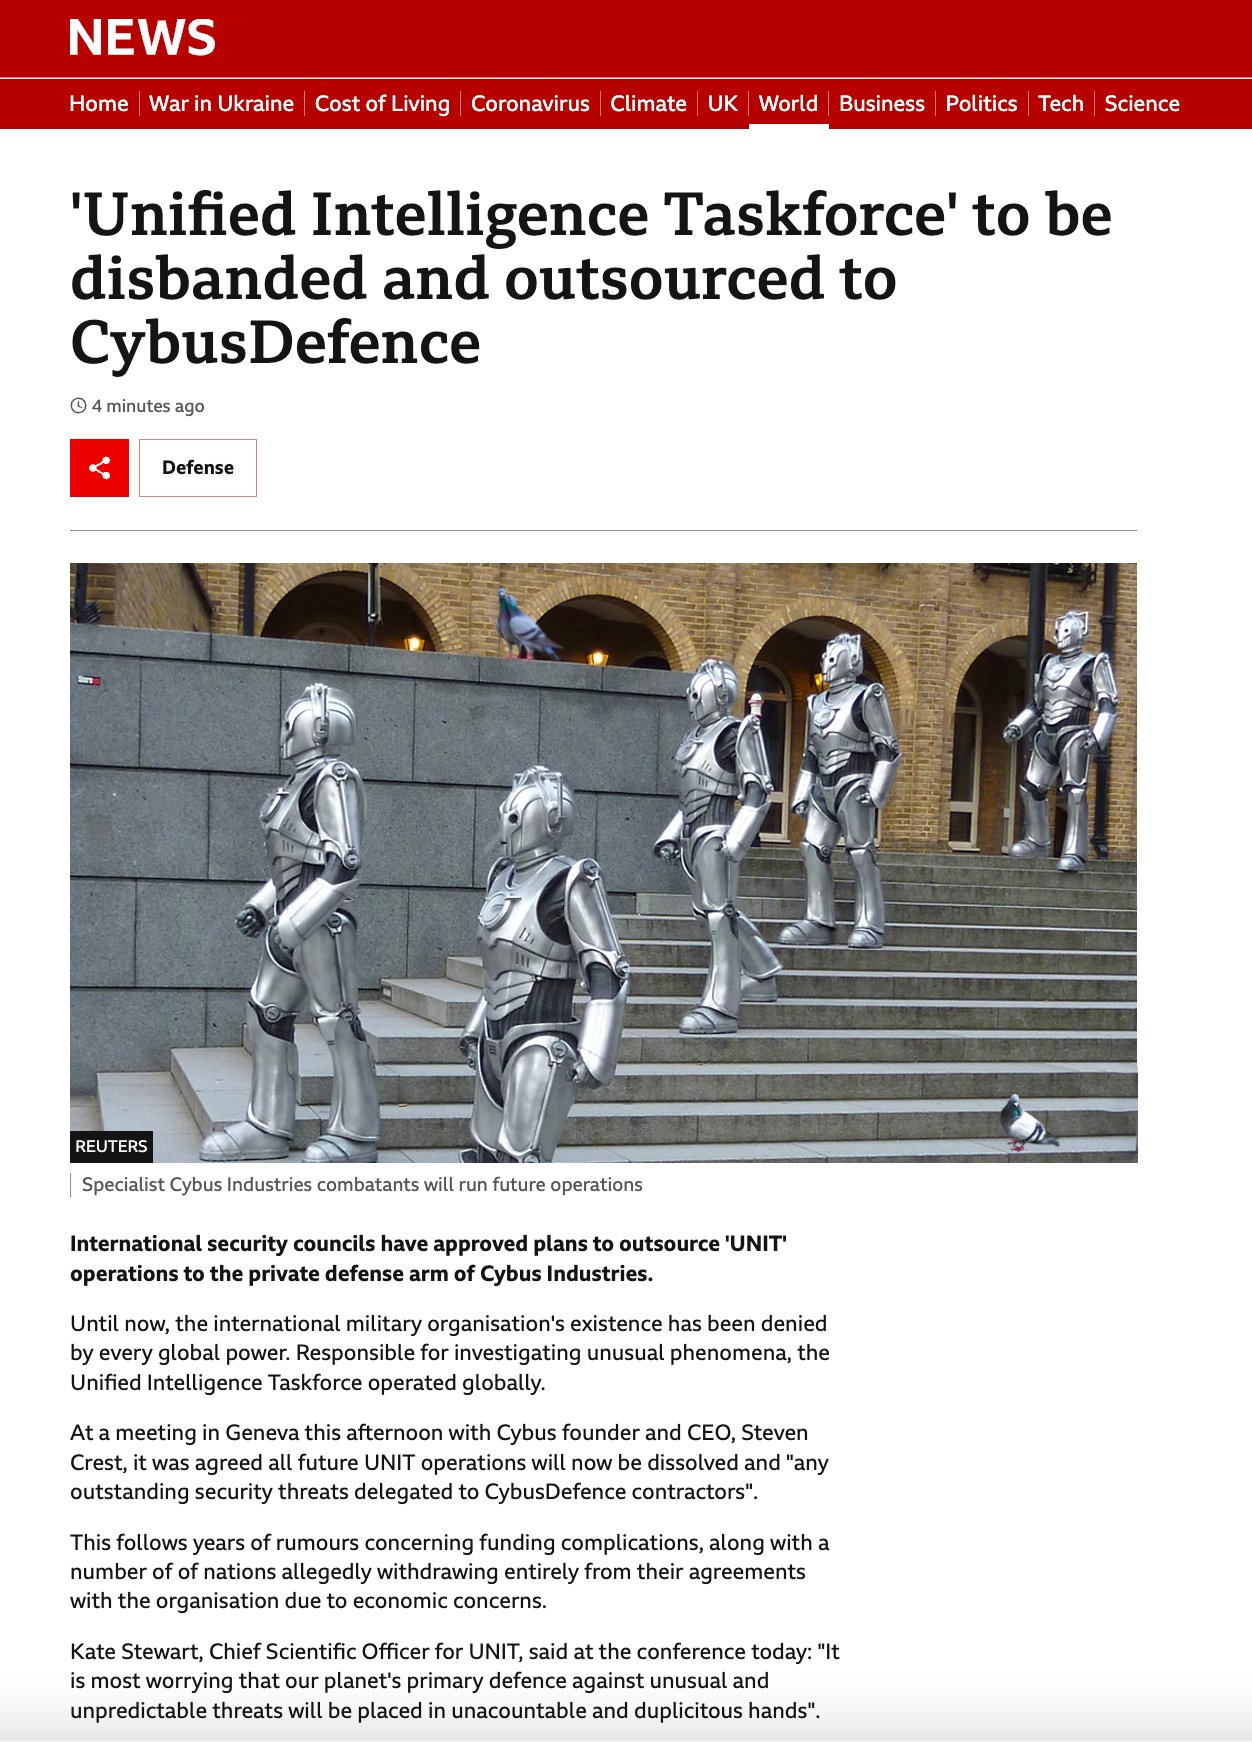 NEWS
Home War in Ukraine Cost of Living Coronavirus Climate UK World Business Politics Tech Science
'Unified Intelligence Taskforce' to be
disbanded and outsourced to
CybusDefence
4 minutes ago
Defense
REUTERS
Specialist Cybus Industries combatants will run future operations
International security councils have approved plans to outsource 'UNIT'
operations to the private defense arm of Cybus Industries.
Until now, the international military organisation's existence has been denied
by every global power. Responsible for investigating unusual phenomena, the
Unified Intelligence Taskforce operated globally.
At a meeting in Geneva this afternoon with Cybus founder and CEO, Steven
Crest, it was agreed all future UNIT operations will now be dissolved and "any
outstanding security threats delegated to CybusDefence contractors".
This follows years of rumours concerning funding complications, along with a
number of of nations allegedly withdrawing entirely from their agreements
with the organisation due to economic concerns.
Kate Stewart, Chief Scientific Officer for UNIT, said at the conference today: "It
is most worrying that our planet's primary defence against unusual and
unpredictable threats will be placed in unacountable and duplicitous hands".